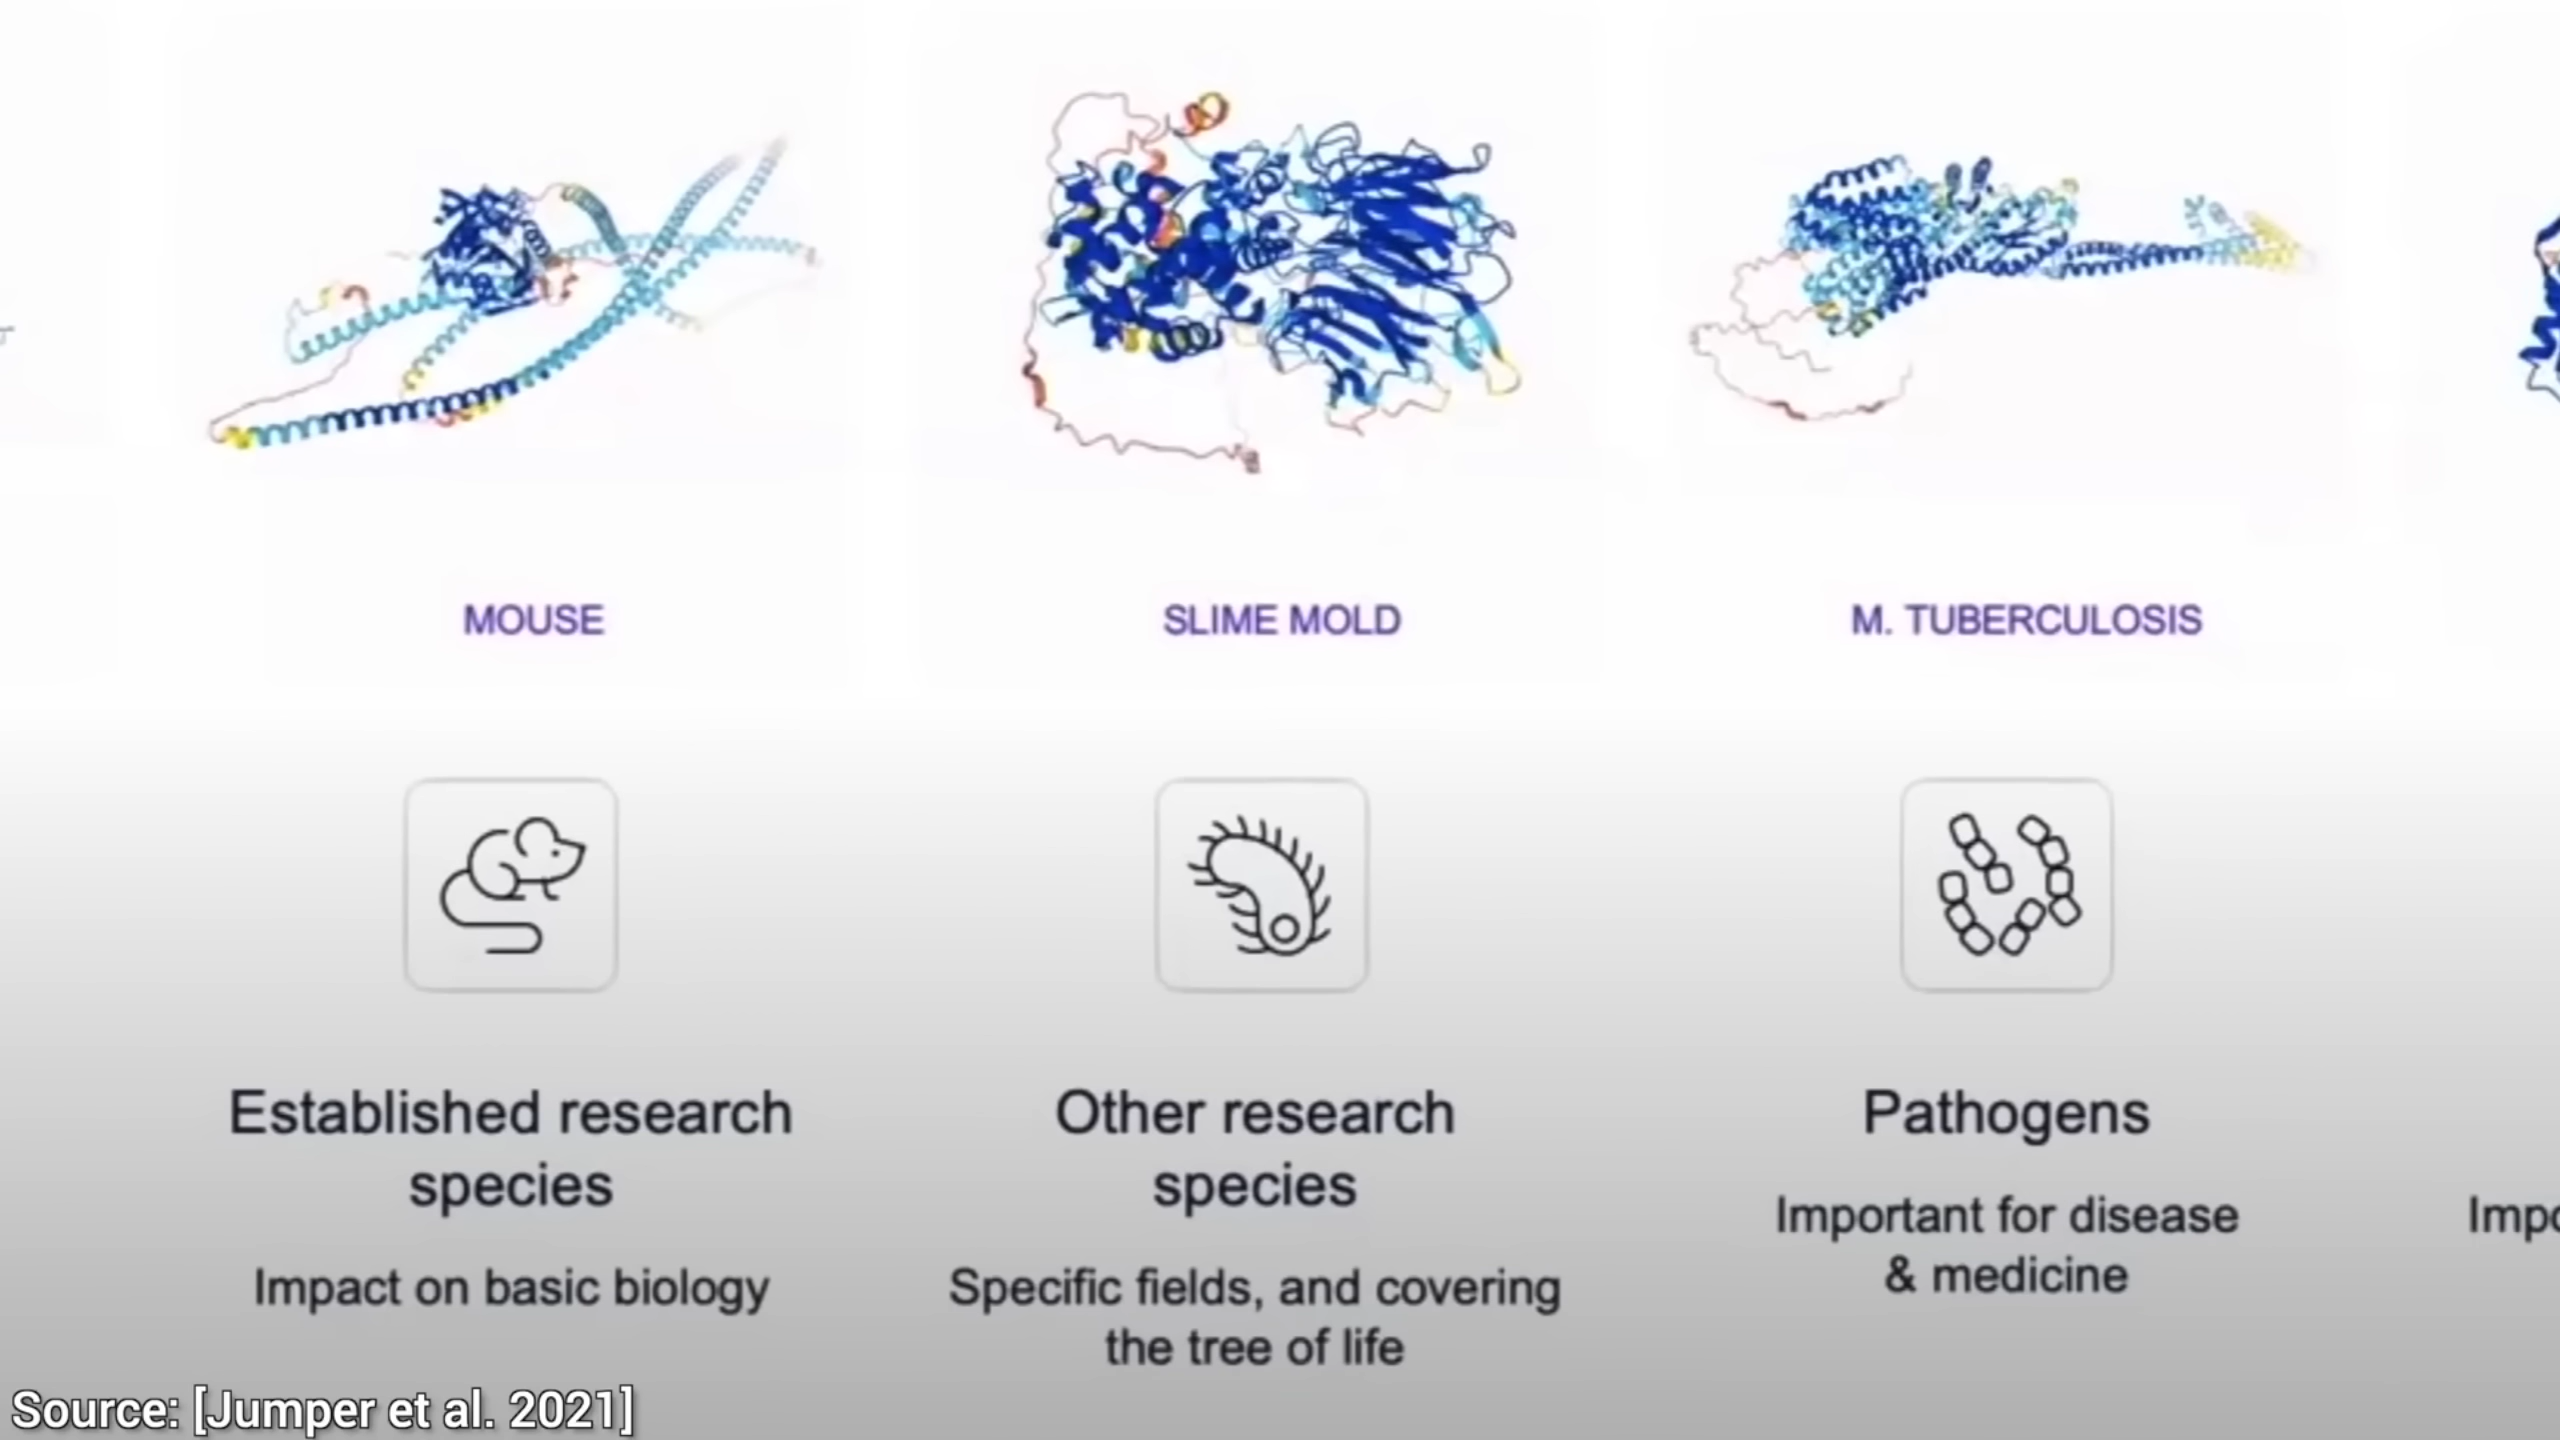 MOUSE
SLIME MOLD
M. TUBERCULOSIS
Established research
species
Impact on basic biology
Other research
species
Specific fields, and covering
the tree of life
Pathogens
Important for disease
& medicine
Source: [Jumper et al. 2021]